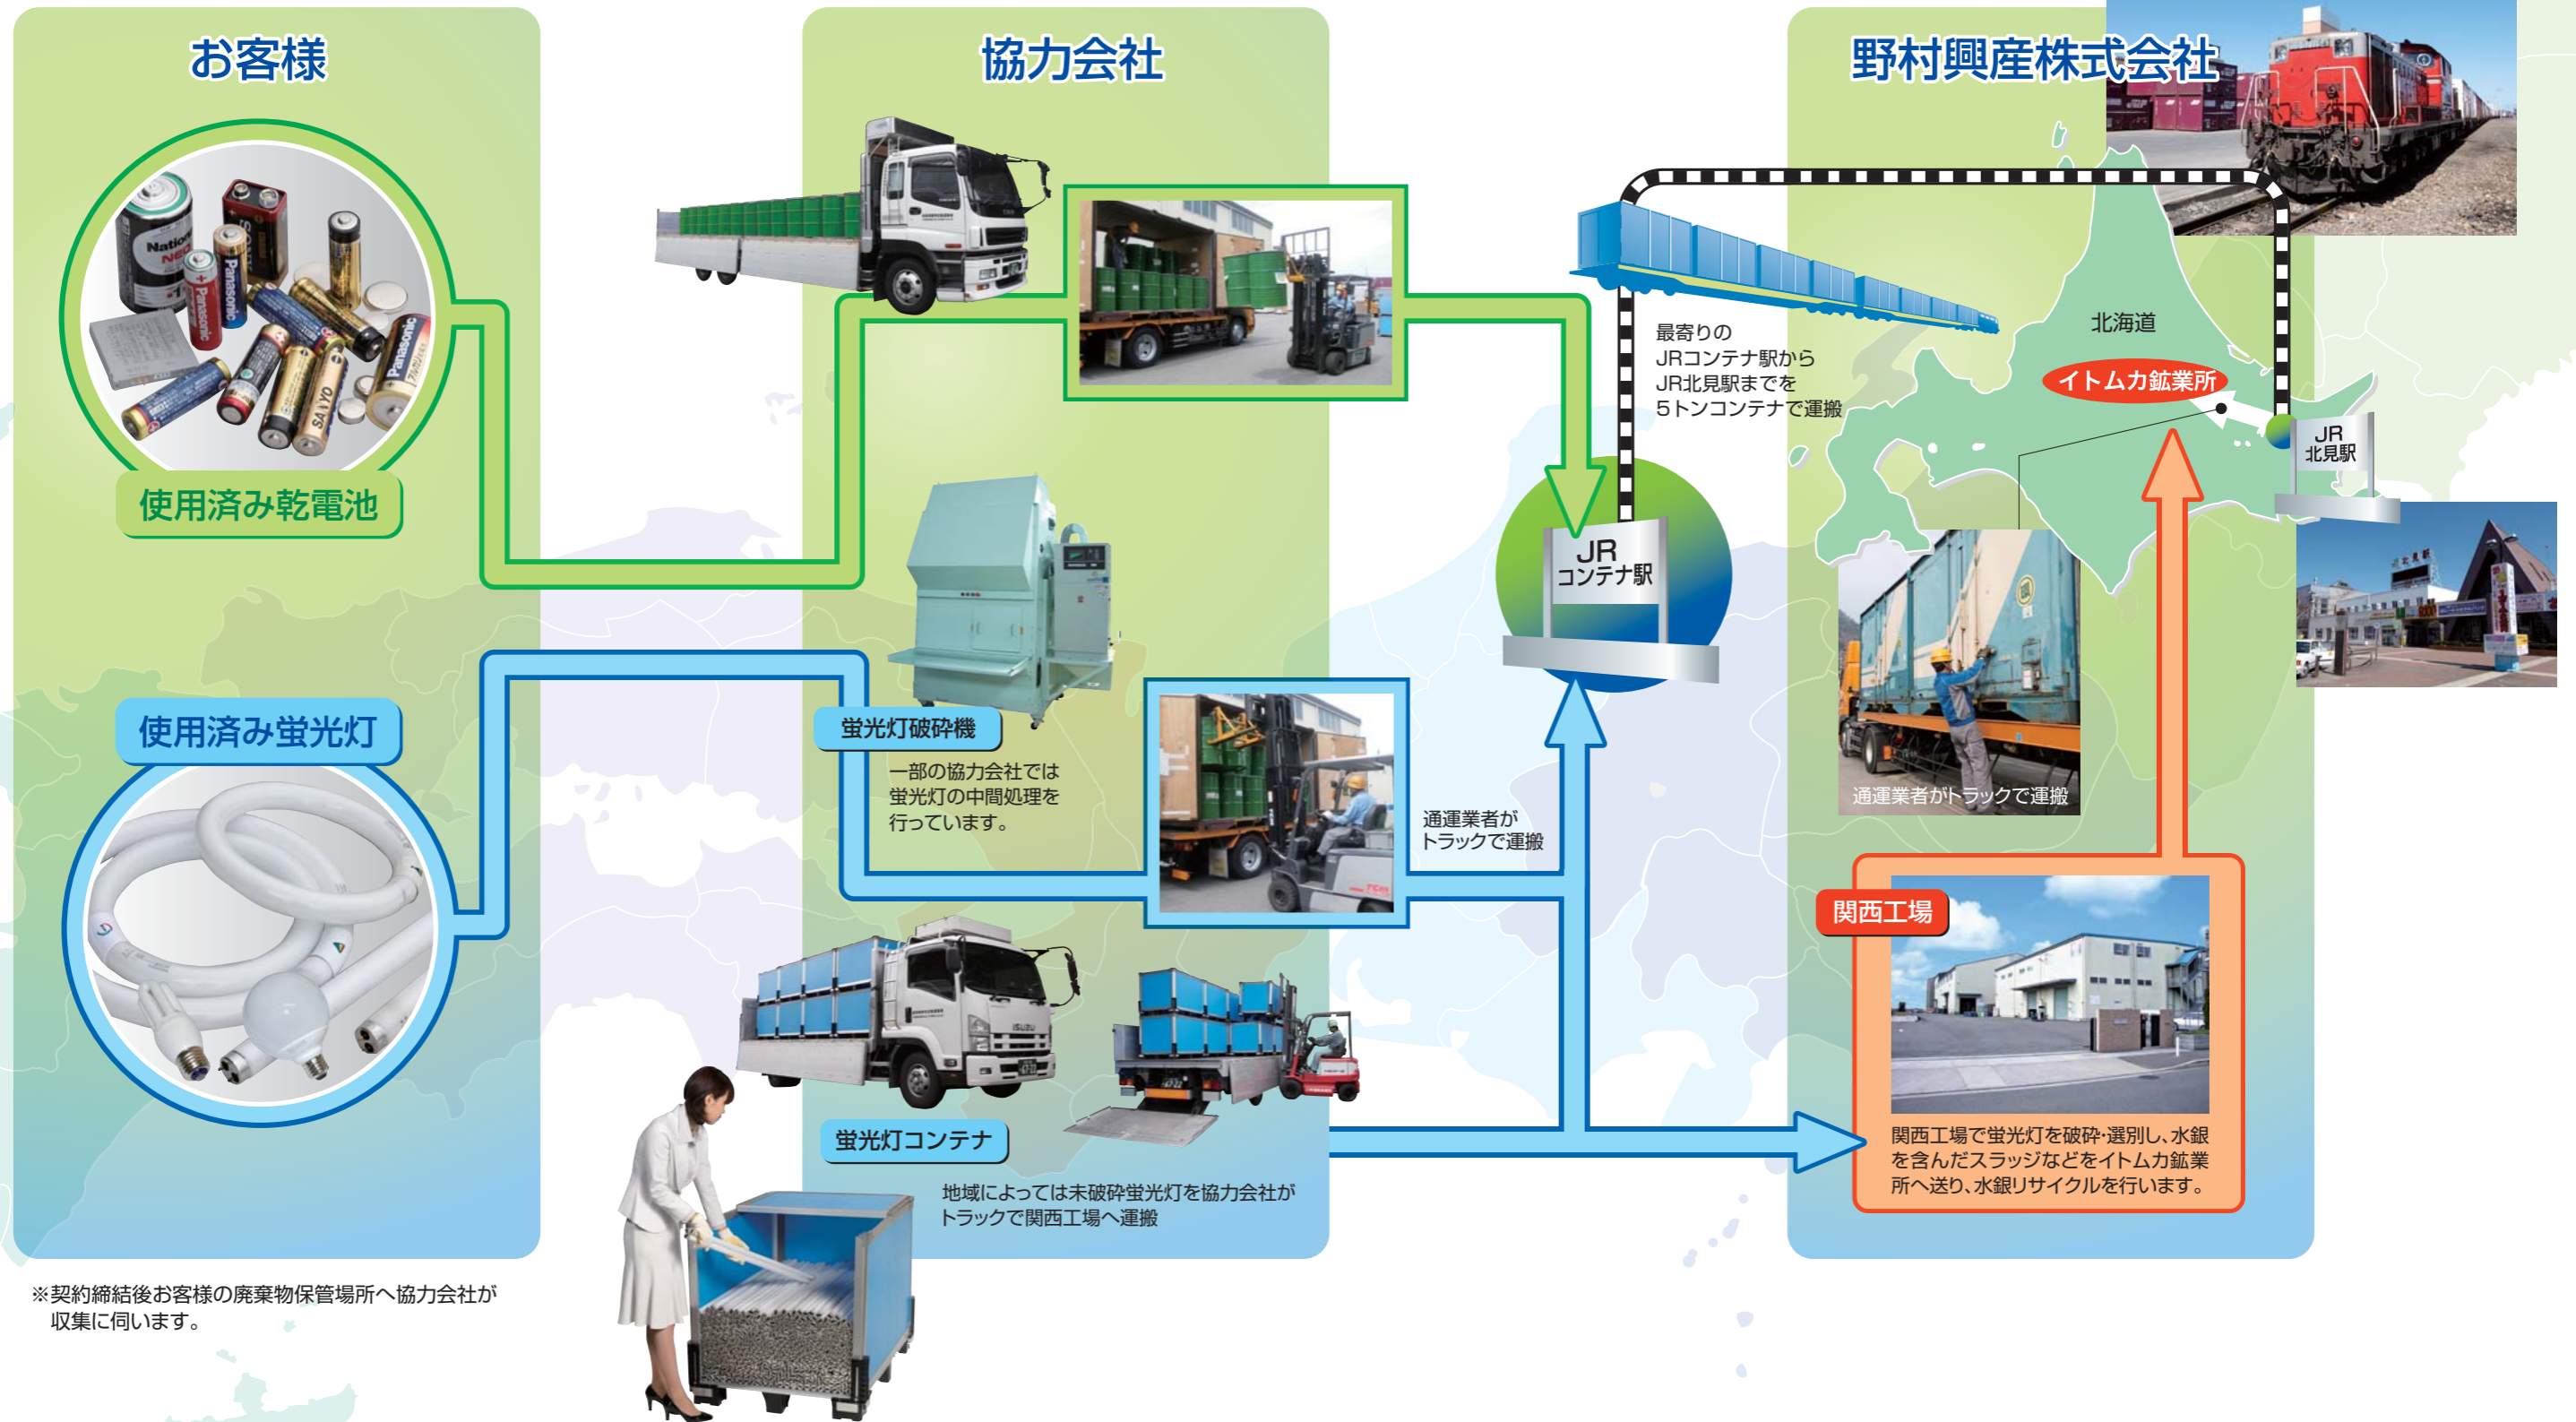 お客様
協力会社
野村興産株式会社
National
NEO
Panasonic
Panasonic
Panasonic
SANYO
使用済み乾電池
最寄りの
JRコンテナ駅から
JR北見駅までを
5トンコンテナで運搬
北海道
イトムカ鉱業所
JR
北見駅
JR
コンテナ駅
使用済み蛍光灯
蛍光灯破砕機
一部の協力会社では
蛍光灯の中間処理を
行っています。
通運業者が
トラックで運搬
通運業者がトラックで運搬
関西工場
ISUZU
蛍光灯コンテナ
地域によっては未破砕蛍光灯を協力会社が
トラックで関西工場へ運搬
関西工場で蛍光灯を破砕・選別し、水銀
を含んだスラッジなどをイトムカ鉱業
所へ送り、水銀リサイクルを行います。
※契約締結後お客様の廃棄物保管場所へ協力会社が
収集に伺います。